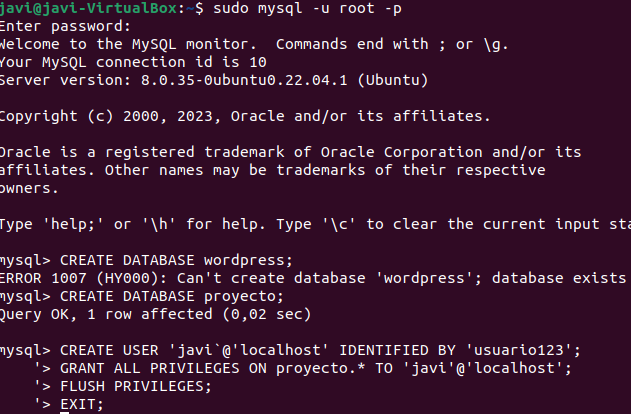 javi@javi-VirtualBox:~$ sudo mysql -u root -p
Enter password:
Welcome to the MySQL monitor.  Commands end with ; or \g.
Your MySQL connection id is 10
Server version: 8.0.35-0ubuntu0.22.04.1 (Ubuntu)

Copyright (c) 2000, 2023, Oracle and/or its affiliates.

Oracle is a registered trademark of Oracle Corporation and/or its
affiliates. Other names may be trademarks of their respective
owners.

Type 'help;' or '\h' for help. Type '\c' to clear the current input sta

mysql> CREATE DATABASE wordpress;
ERROR 1007 (HY000): Can't create database 'wordpress'; database exists
mysql> CREATE DATABASE proyecto;
Query OK, 1 row affected (0,02 sec)

mysql> CREATE USER 'javi`@'localhost' IDENTIFIED BY 'usuario123';
    '> GRANT ALL PRIVILEGES ON proyecto.* TO 'javi'@'localhost';
    '> FLUSH PRIVILEGES;
    '> EXIT;